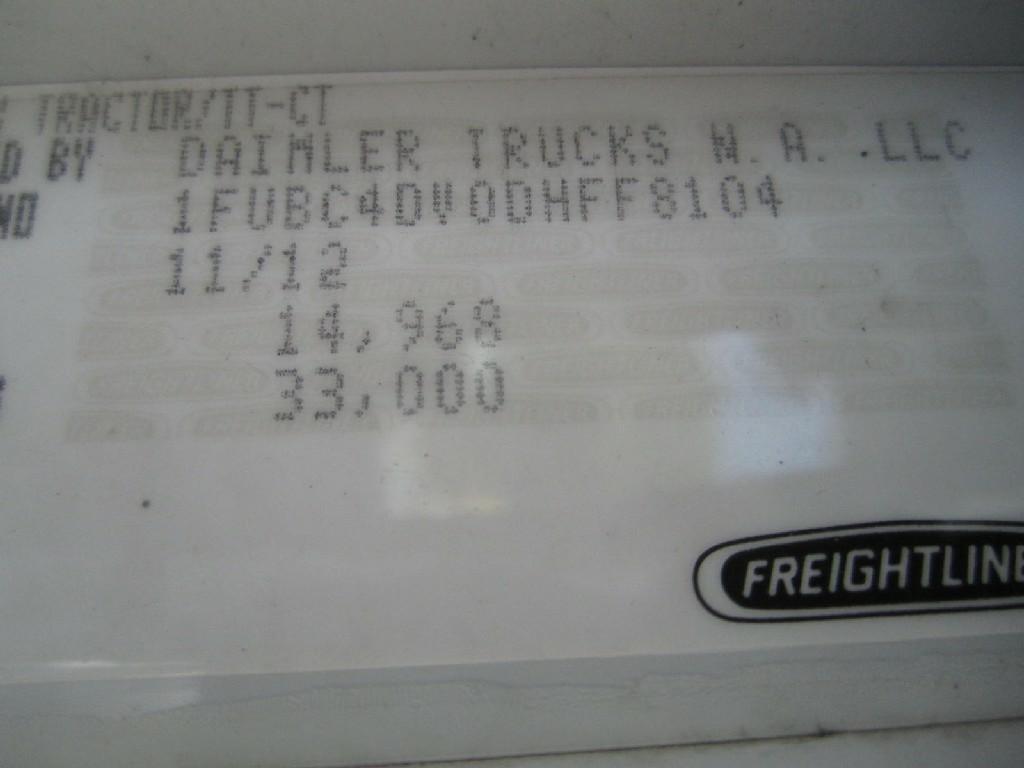 TRACTOR/TT-CT
D BY DAIMLER TRUCKS N.A. LLC
1FUBC4DV0DHFF8104
11/12
14,968
33,000
FREIGHTLINE